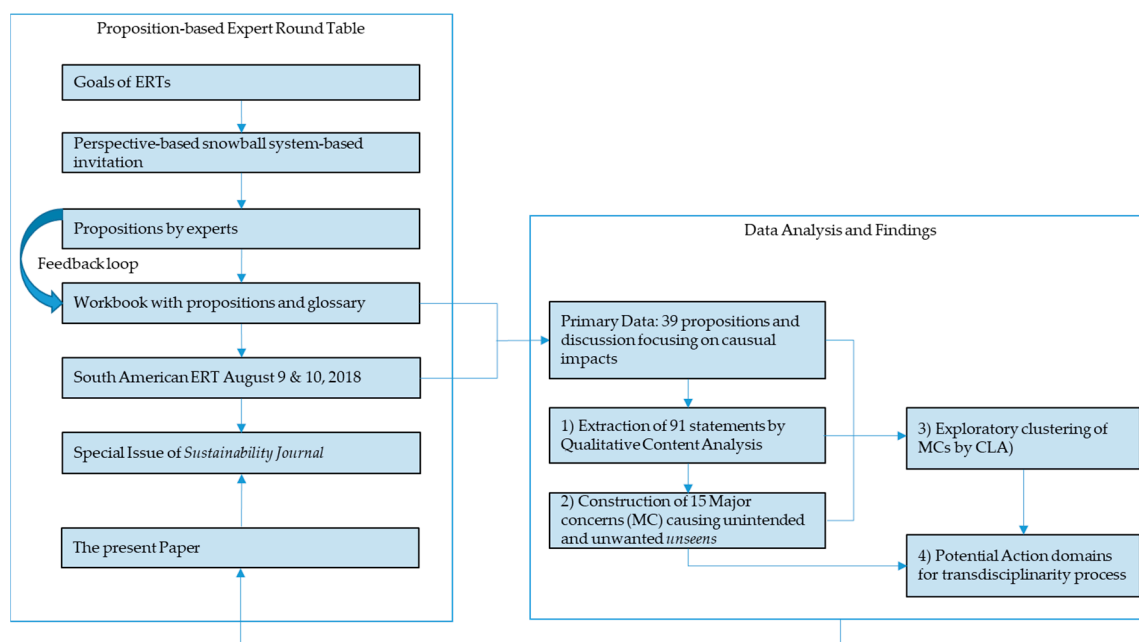 Proposition-based Expert Round Table
Goals of ERTs
Perspective-based snowball system-based
invitation
Propositions by experts
Feedback loop
Workbook with propositions and glossary
South American ERT August 9 & 10, 2018
Special Issue of Sustainability Journal
The present Paper
Data Analysis and Findings
Primary Data: 39 propositions and
discussion focusing on causual
impacts
1) Extraction of 91 statements by
Qualitative Content Analysis
2) Construction of 15 Major
concerns (MC) causing unintended
and unwanted unseens
3) Exploratory clustering of
MCs by CLA)
4) Potential Action domains
for transdisciplinarity process